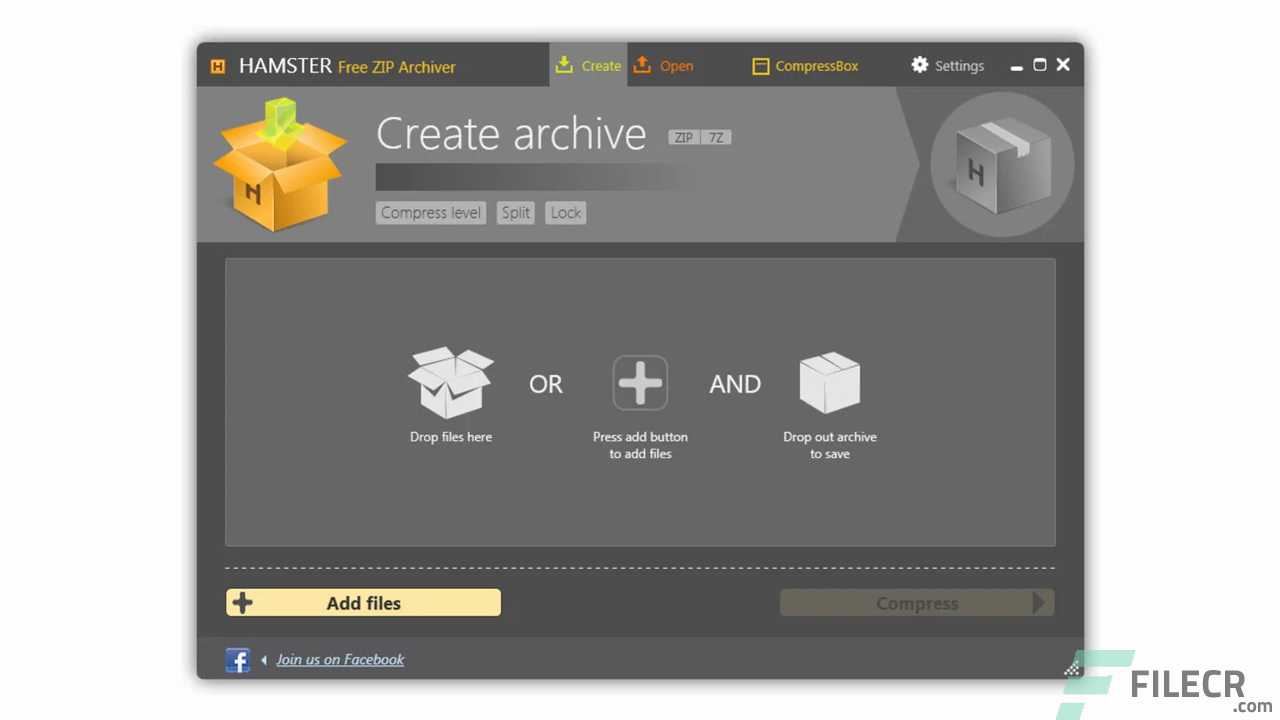 H HAMSTER Free ZIP Archiver Create Open CompressBox Settings
Create archive ZIP 7Z
Compress level Split Lock
H
H
OR AND
Drop files here
Press add button
to add files
Drop out archive
to save
Add files
Compress
f Join us on Facebook
FILECR
.com